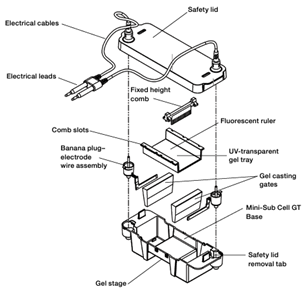 Safety lid
Electrical cables
Electrical leads
Fixed height
comb
Comb slots
Fluorescent ruler
Banana plug–
electrode
wire assembly
UV-transparent
gel tray
Gel casting
gates
Mini-Sub Cell GT
Base
Safety lid
removal tab
Gel stage